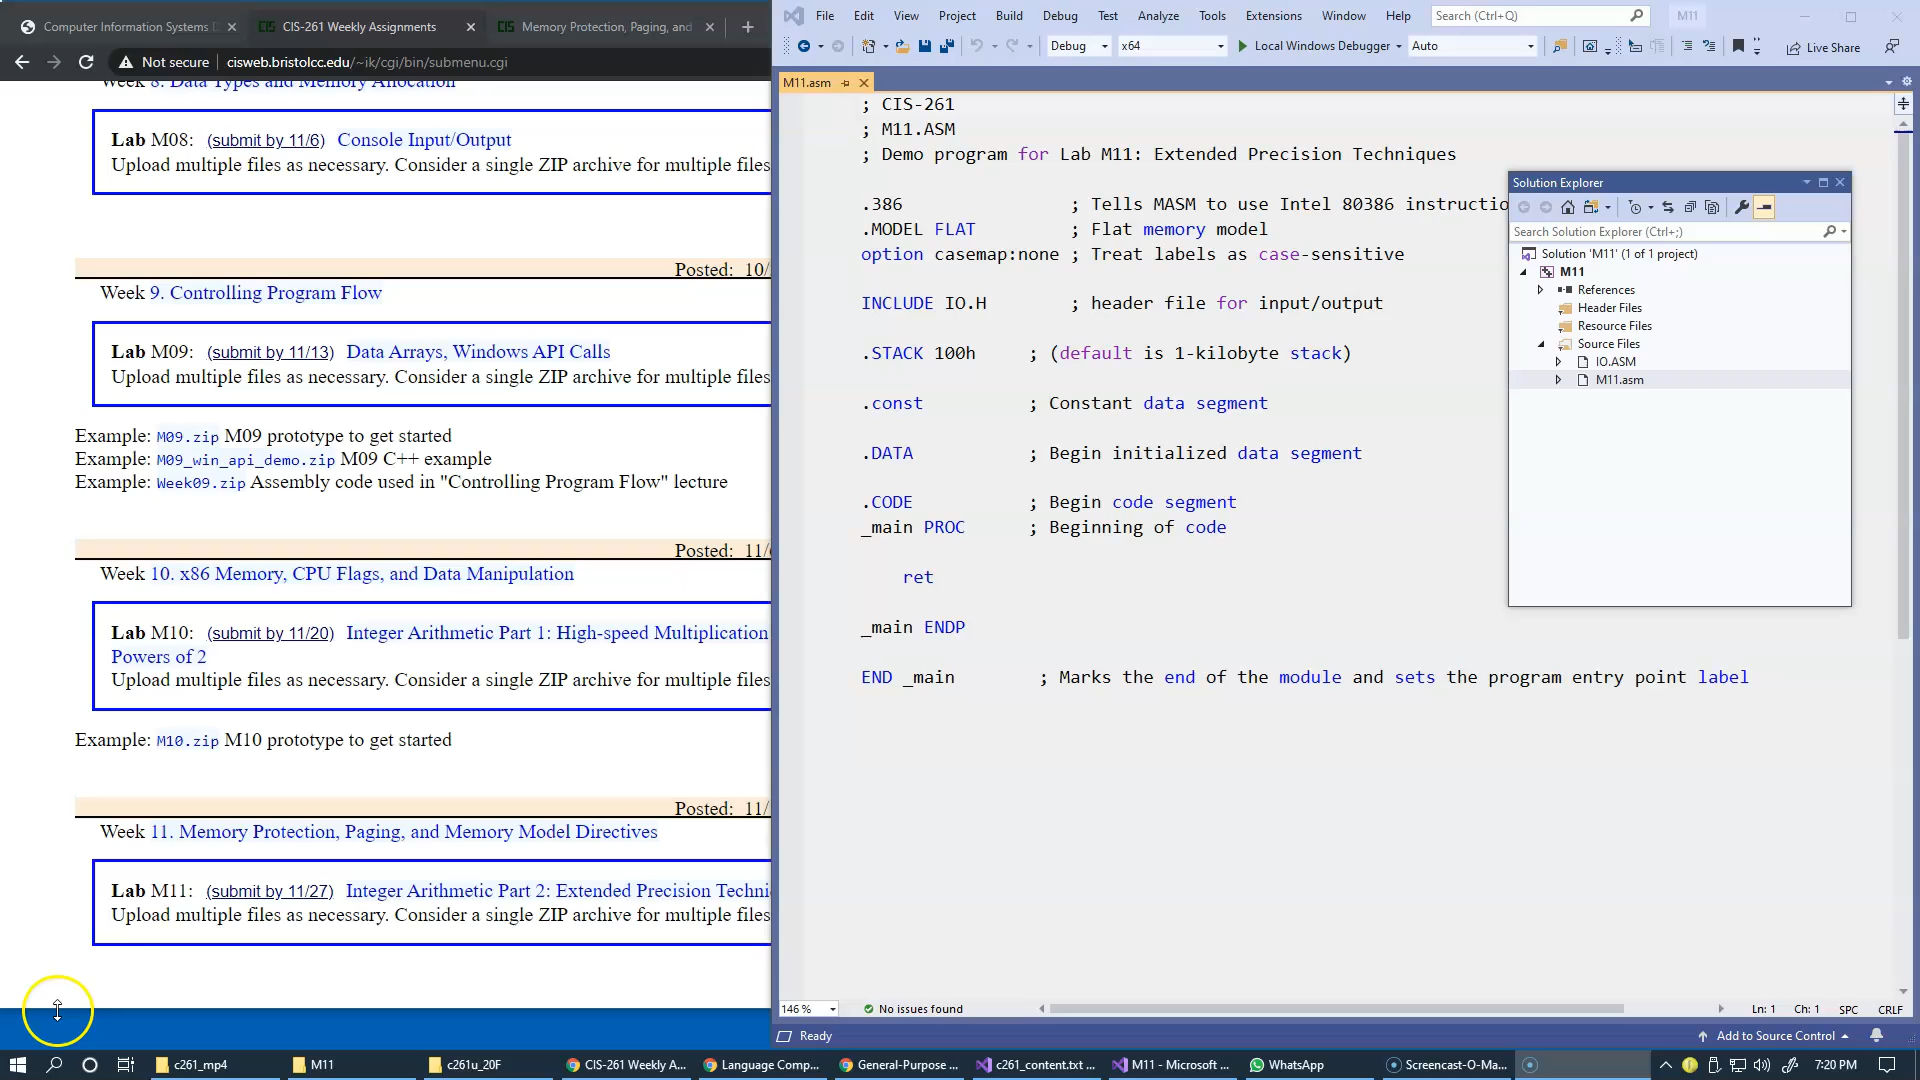 Computer Information Systems D
CIS-261 Weekly Assignments
Memory Protection, Paging, and
Not secure
cisweb.bristolcc.edu/~ik/cgi/bin/submenu.cgi
Week 8. Data Types and Memory Allocation
Lab M08: (submit by 11/6) Console Input/Output
Upload multiple files as necessary. Consider a single ZIP archive for multiple files
Posted: 10/
Week 9. Controlling Program Flow
Lab M09: (submit by 11/13) Data Arrays, Windows API Calls
Upload multiple files as necessary. Consider a single ZIP archive for multiple files
Example: M09.zip M09 prototype to get started
Example: M09_win_api_demo.zip M09 C++ example
Example: Week09.zip Assembly code used in "Controlling Program Flow" lecture
Posted: 11/
Week 10. x86 Memory, CPU Flags, and Data Manipulation
Lab M10: (submit by 11/20) Integer Arithmetic Part 1: High-speed Multiplication
Powers of 2
Upload multiple files as necessary. Consider a single ZIP archive for multiple files
Example: M10.zip M10 prototype to get started
Posted: 11/
Week 11. Memory Protection, Paging, and Memory Model Directives
Lab M11: (submit by 11/27) Integer Arithmetic Part 2: Extended Precision Techni
Upload multiple files as necessary. Consider a single ZIP archive for multiple files
File Edit View Project Build Debug Test Analyze Tools Extensions Window Help Search (Ctrl+Q) M11
Debug x64 Local Windows Debugger Auto Live Share
M11.asm
; CIS-261
; M11.ASM
; Demo program for Lab M11: Extended Precision Techniques
.386 ; Tells MASM to use Intel 80386 instructio
.MODEL FLAT ; Flat memory model
option casemap:none ; Treat labels as case-sensitive
INCLUDE IO.H ; header file for input/output
.STACK 100h ; (default is 1-kilobyte stack)
.const ; Constant data segment
.DATA ; Begin initialized data segment
.CODE ; Begin code segment
_main PROC ; Beginning of code
ret
_main ENDP
END _main ; Marks the end of the module and sets the program entry point label
Solution Explorer
Search Solution Explorer (Ctrl+;)
Solution 'M11' (1 of 1 project)
M11
References
Header Files
Resource Files
Source Files
IO.ASM
M11.asm
146 % No issues found Ln: 1 Ch: 1 SPC CRLF
Ready Add to Source Control
c261_mp4 M11 c261u_20F CIS-261 Weekly A... Language Comp... General-Purpose ... c261_content.txt ... M11 - Microsoft ... WhatsApp Screencast-O-Ma... 7:20 PM